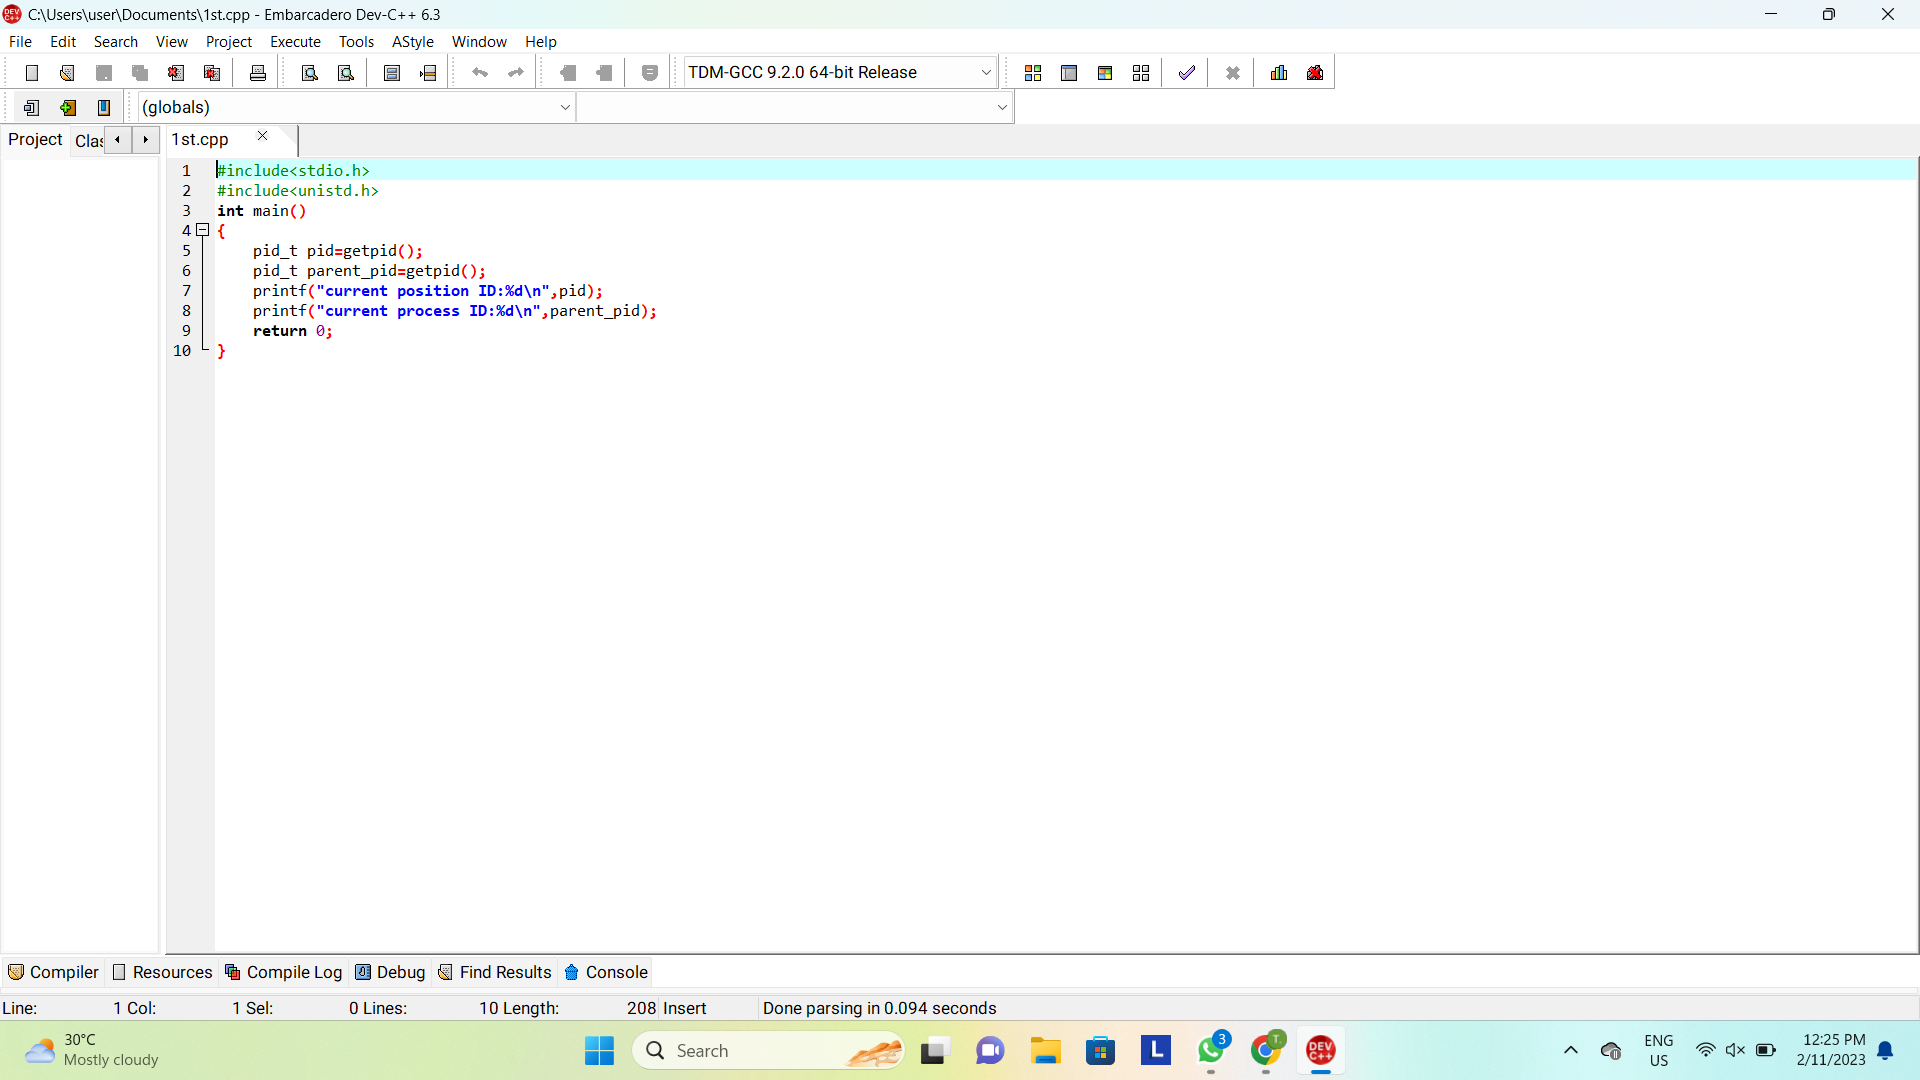 C:\Users\user\Documents\1st.cpp - Embarcadero Dev-C++ 6.3
File Edit Search View Project Execute Tools AStyle Window Help
TDM-GCC 9.2.0 64-bit Release
(globals)
Project Clas 1st.cpp
1 #include<stdio.h>
2 #include<unistd.h>
3 int main()
4 {
5 pid_t pid=getpid();
6 pid_t parent_pid=getpid();
7 printf("current position ID:%d\n",pid);
8 printf("current process ID:%d\n",parent_pid);
9 return 0;
10 }
Compiler Resources Compile Log Debug Find Results Console
Line: 1 Col: 1 Sel: 0 Lines: 10 Length: 208 Insert Done parsing in 0.094 seconds
30°C
Mostly cloudy
Search
L
3
T.
DEV
C++
ENG
US
12:25 PM
2/11/2023